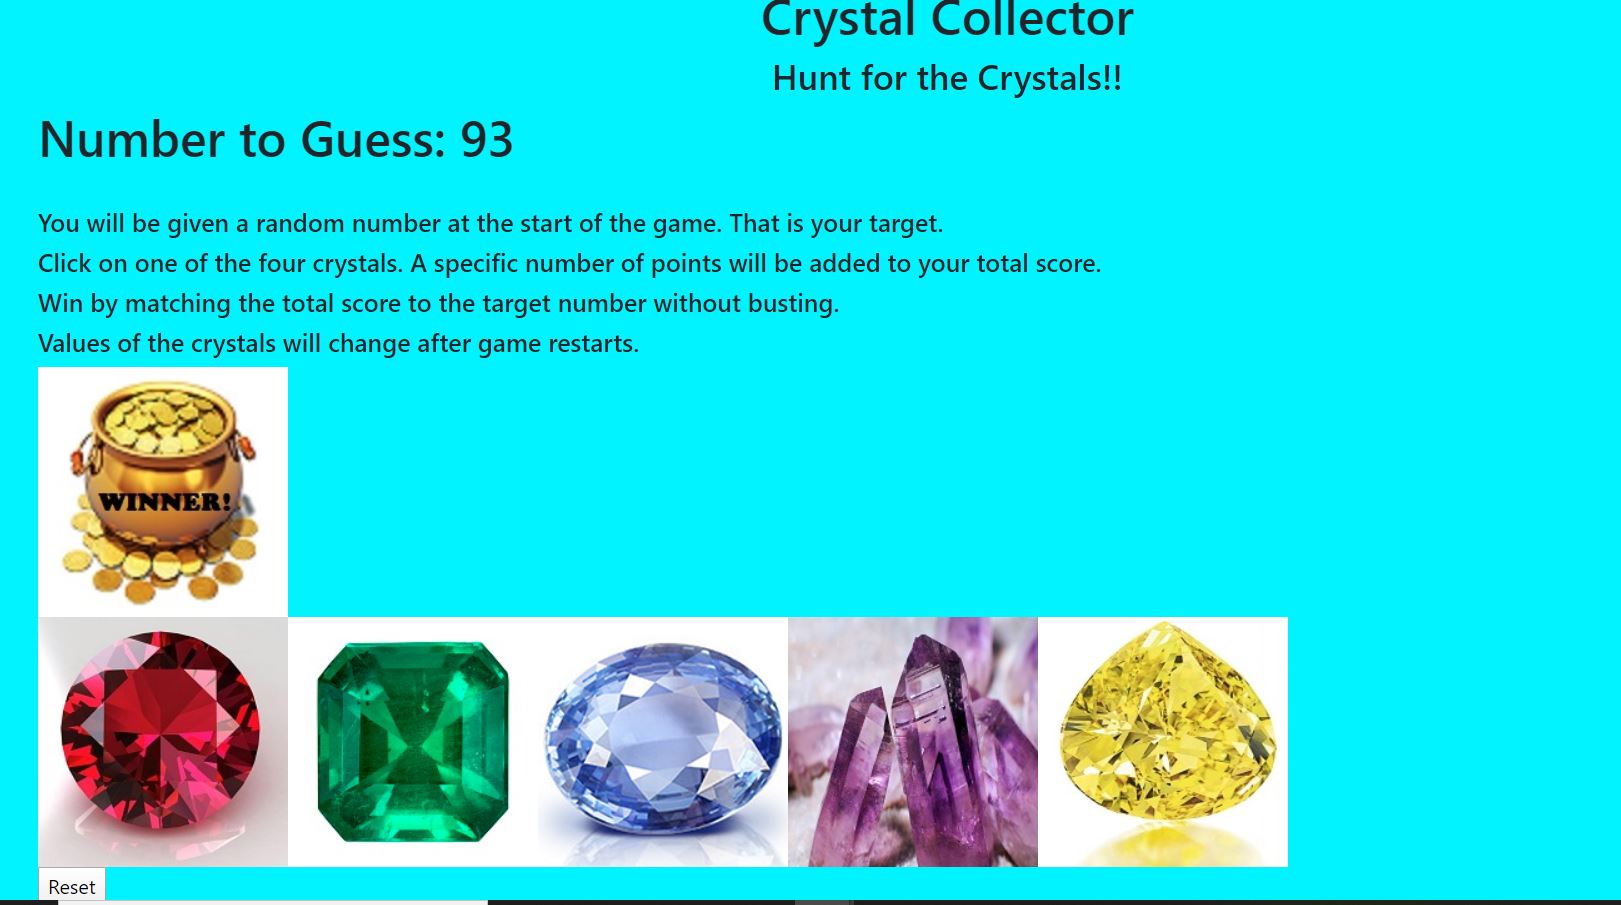 Crystal Collector
Hunt for the Crystals!!
Number to Guess: 93
You will be given a random number at the start of the game. That is your target.
Click on one of the four crystals. A specific number of points will be added to your total score.
Win by matching the total score to the target number without busting.
Values of the crystals will change after game restarts.
WINNER!
Reset